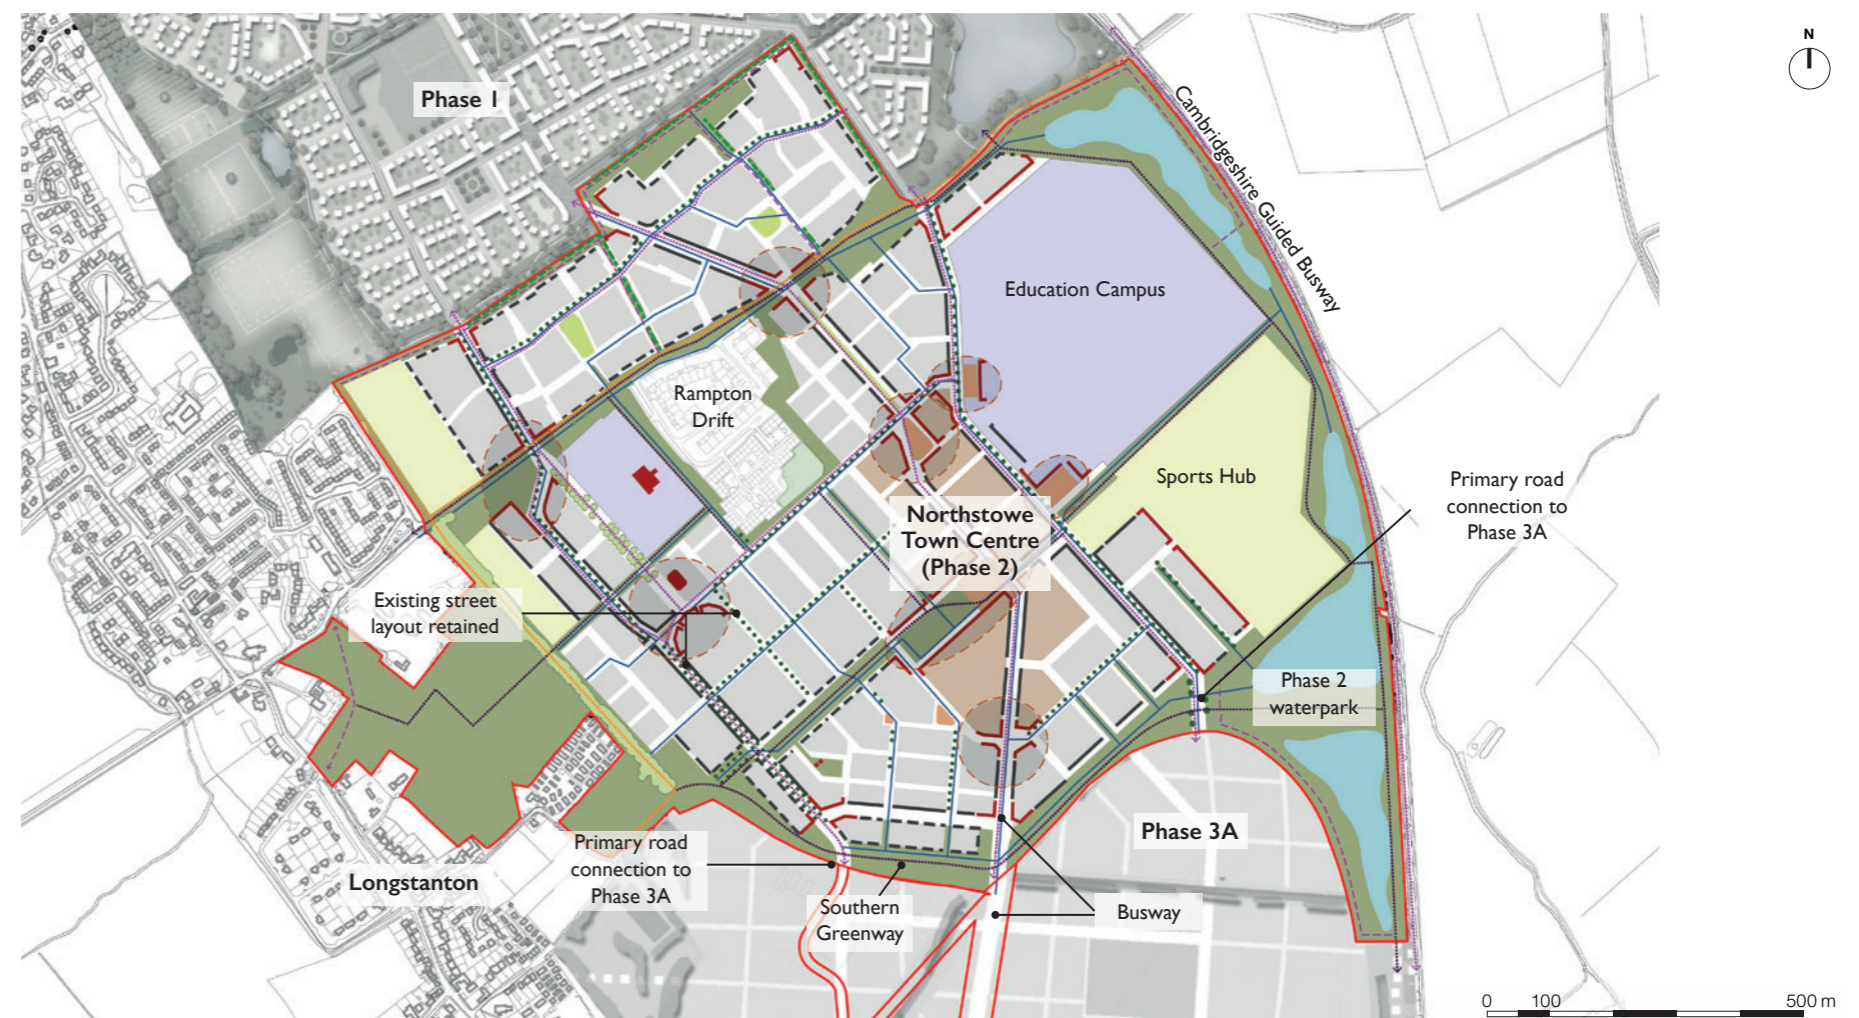 N
Phase 1
Cambridgeshire Guided Busway
Education Campus
Rampton
Drift
Sports Hub
Primary road
connection to
Phase 3A
Northstowe
Town Centre
(Phase 2)
Existing street
layout retained
Phase 2
waterpark
Phase 3A
Primary road
connection to
Phase 3A
Longstanton
Southern
Greenway
Busway
0 100 500 m